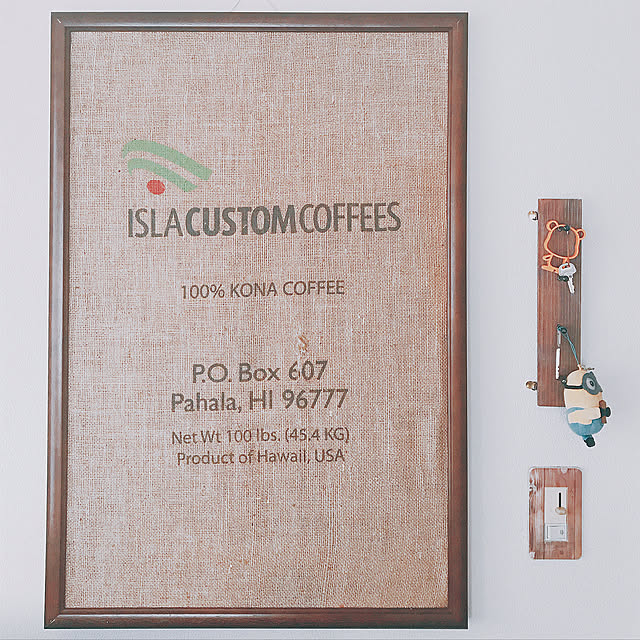 ISLACUSTOMCOFFEES
100% KONA COFFEE
P.O. Box 607
Pahala, HI 96777
Net Wt 100 lbs. (45.4 KG)
Product of Hawaii, USA